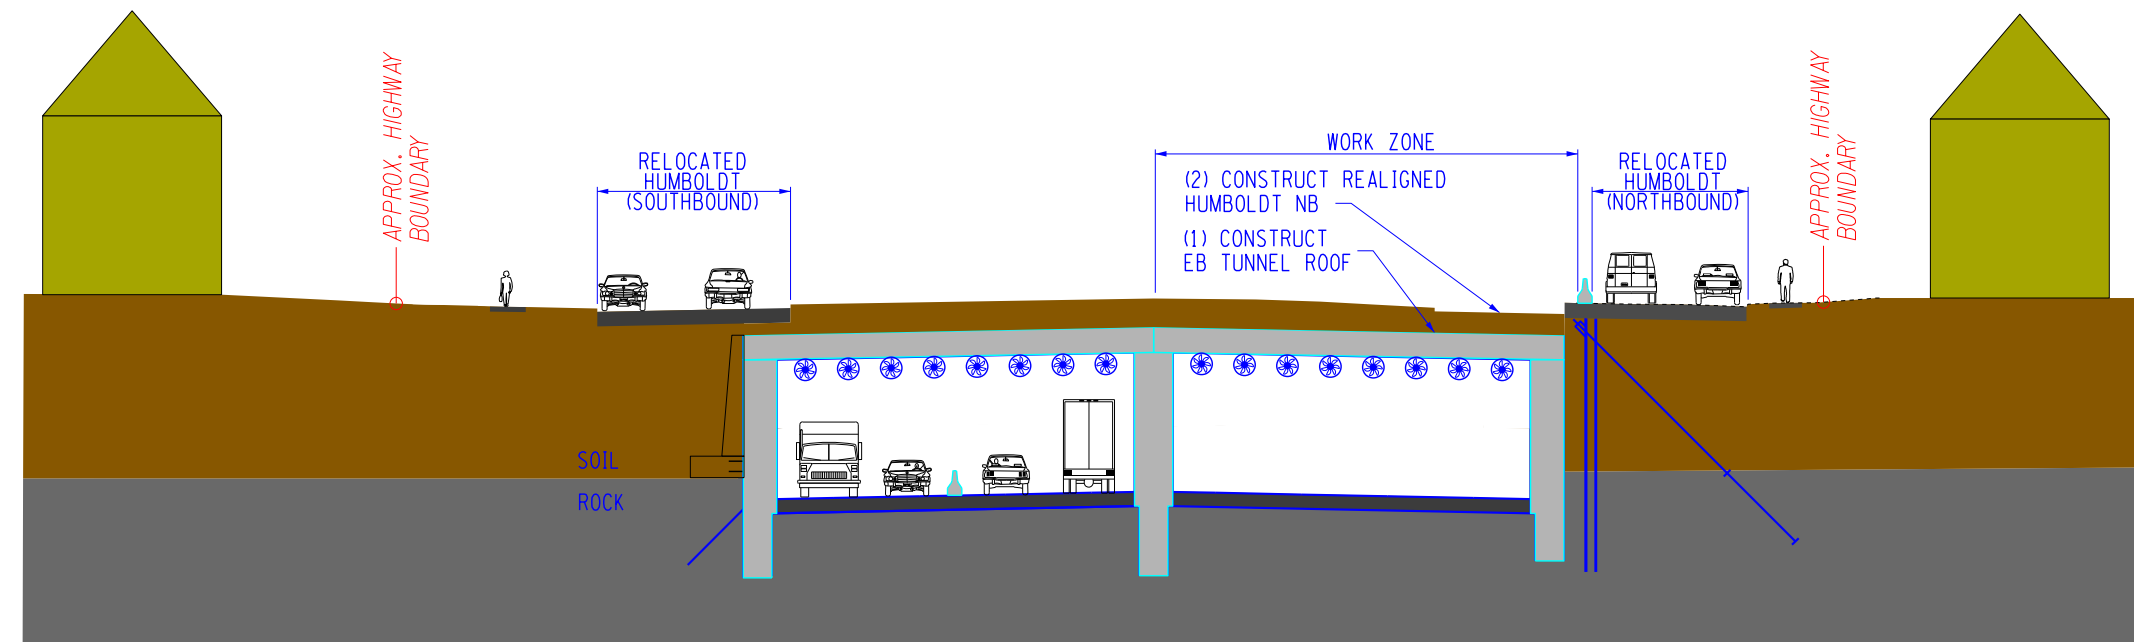 APPROX. HIGHWAY
BOUNDARY
RELOCATED
HUMBOLDT
(SOUTHBOUND)
WORK ZONE
(2) CONSTRUCT REALIGNED
HUMBOLDT NB
(1) CONSTRUCT
EB TUNNEL ROOF
RELOCATED
HUMBOLDT
(NORTHBOUND)
APPROX. HIGHWAY
BOUNDARY
SOIL
ROCK